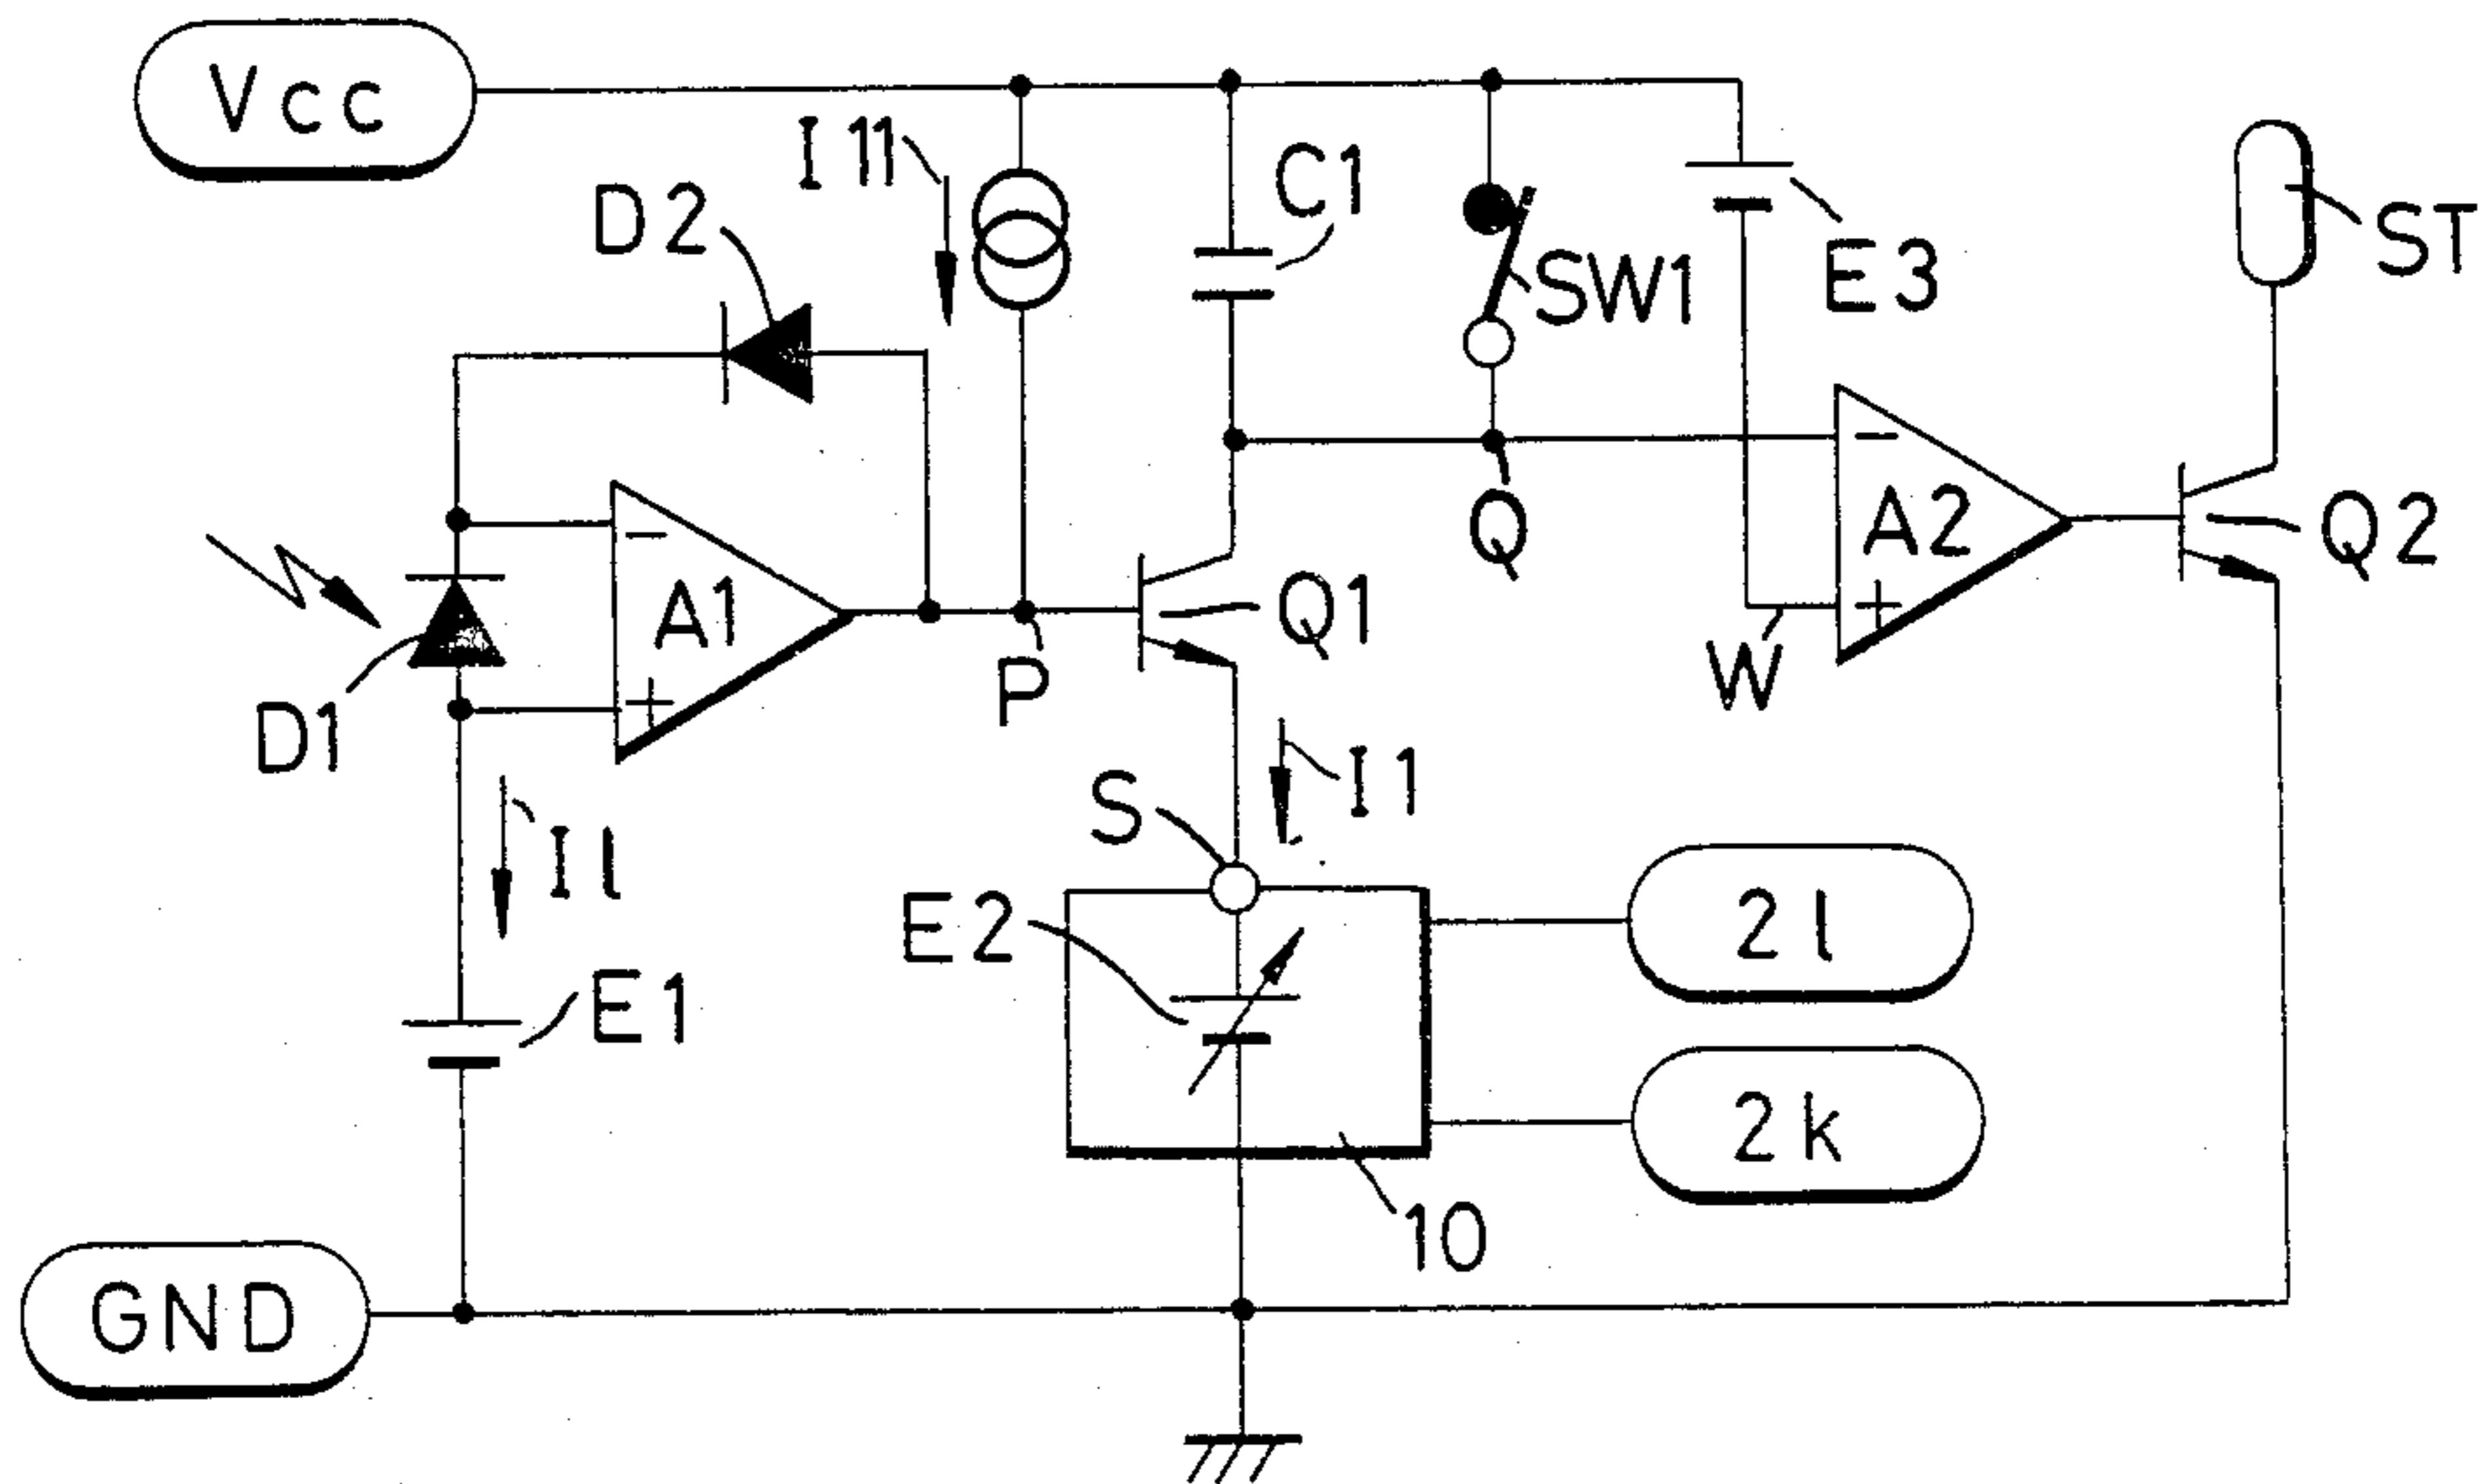 Vcc
I11
D2
C1
SW1
E3
ST
-
A1
+
D1
P
Q1
Q
-
A2
+
W
Q2
Il
E1
S
I1
E2
2l
2k
10
GND